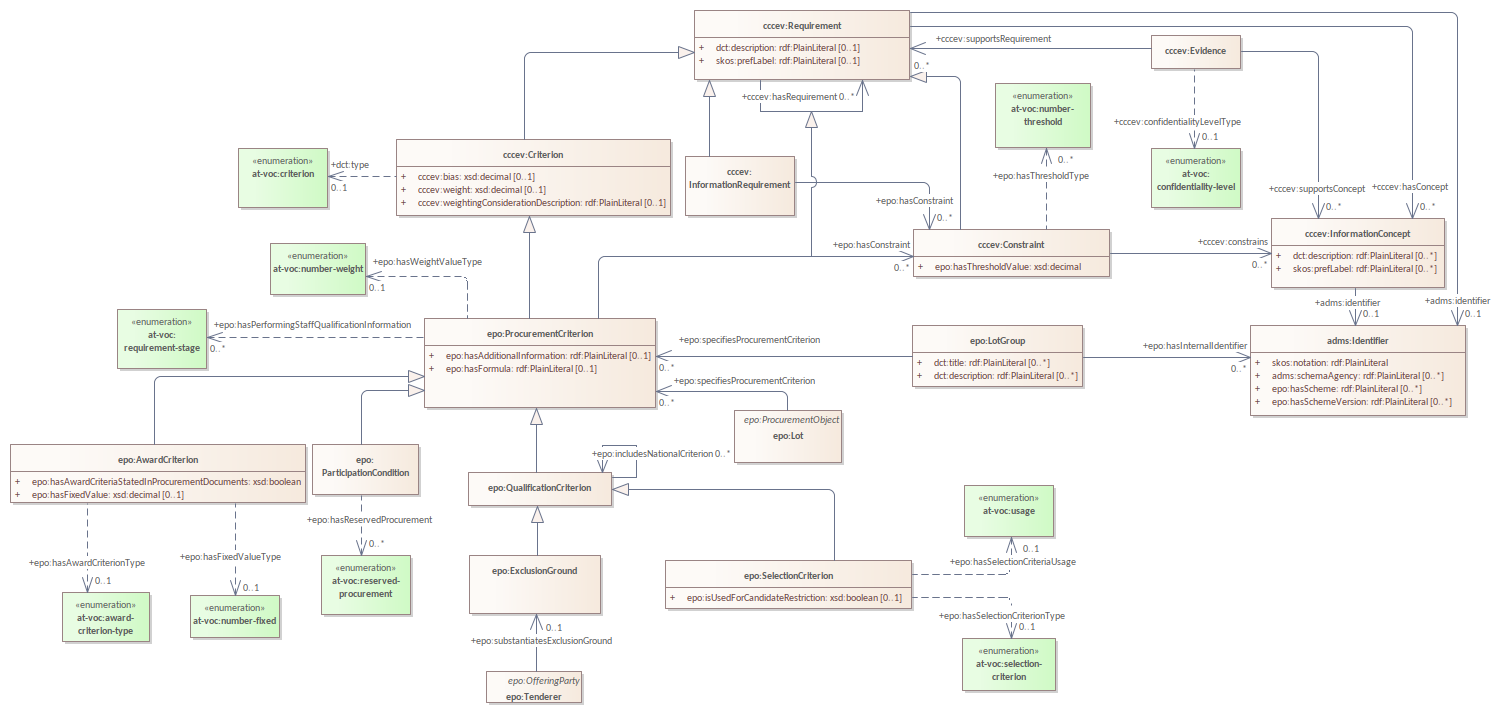 cccev:Requirement
+ dct:description: rdf:PlainLiteral [0..1]
+ skos:prefLabel: rdf:PlainLiteral [0..1]
+cccev:supportsRequirement
0..*
cccev:Evidence
+cccev:hasRequirement 0..*
«enumeration»
at-voc:number-
threshold
+cccev:confidentialityLevelType
0..1
«enumeration»
at-voc:criterion
+dct:type
0..1
cccev:Criterion
+ cccev:bias: xsd:decimal [0..1]
+ cccev:weight: xsd:decimal [0..1]
+ cccev:weightingConsiderationDescription: rdf:PlainLiteral [0..1]
cccev:
InformationRequirement
0..*
+epo:hasThresholdType
«enumeration»
at-voc:
confidentiality-level
+cccev:supportsConcept
0..*
+cccev:hasConcept
0..*
+epo:hasConstraint
0..*
+epo:hasConstraint
0..*
cccev:Constraint
+ epo:hasThresholdValue: xsd:decimal
+cccev:constrains
0..*
cccev:InformationConcept
+ dct:description: rdf:PlainLiteral [0..*]
+ skos:prefLabel: rdf:PlainLiteral [0..*]
«enumeration»
at-voc:number-weight
+epo:hasWeightValueType
0..1
+adms:identifier
0..1
+adms:identifier
0..1
«enumeration»
at-voc:
requirement-stage
+epo:hasPerformingStaffQualificationInformation
0..*
epo:ProcurementCriterion
+ epo:hasAdditionalInformation: rdf:PlainLiteral [0..1]
+ epo:hasFormula: rdf:PlainLiteral [0..1]
+epo:specifiesProcurementCriterion
0..*
epo:LotGroup
+ dct:title: rdf:PlainLiteral [0..*]
+ dct:description: rdf:PlainLiteral [0..*]
+epo:hasInternalIdentifier
0..*
adms:Identifier
+ skos:notation: rdf:PlainLiteral
+ adms:schemaAgency: rdf:PlainLiteral [0..*]
+ epo:hasScheme: rdf:PlainLiteral [0..*]
+ epo:hasSchemeVersion: rdf:PlainLiteral [0..*]
+epo:specifiesProcurementCriterion
0..*
epo:ProcurementObject
epo:Lot
epo:AwardCriterion
+ epo:hasAwardCriteriaStatedInProcurementDocuments: xsd:boolean
+ epo:hasFixedValue: xsd:decimal [0..1]
epo:
ParticipationCondition
+epo:includesNationalCriterion 0..*
epo:QualificationCriterion
+epo:hasReservedProcurement
0..*
+epo:hasAwardCriterionType
0..1
+epo:hasFixedValueType
0..1
«enumeration»
at-voc:award-
criterion-type
«enumeration»
at-voc:number-fixed
«enumeration»
at-voc:reserved-
procurement
epo:ExclusionGround
0..1
+epo:substantiatesExclusionGround
epo:OfferingParty
epo:Tenderer
epo:SelectionCriterion
+ epo:isUsedForCandidateRestriction: xsd:boolean [0..1]
«enumeration»
at-voc:usage
0..1
+epo:hasSelectionCriteriaUsage
+epo:hasSelectionCriterionType
0..1
«enumeration»
at-voc:selection-
criterion